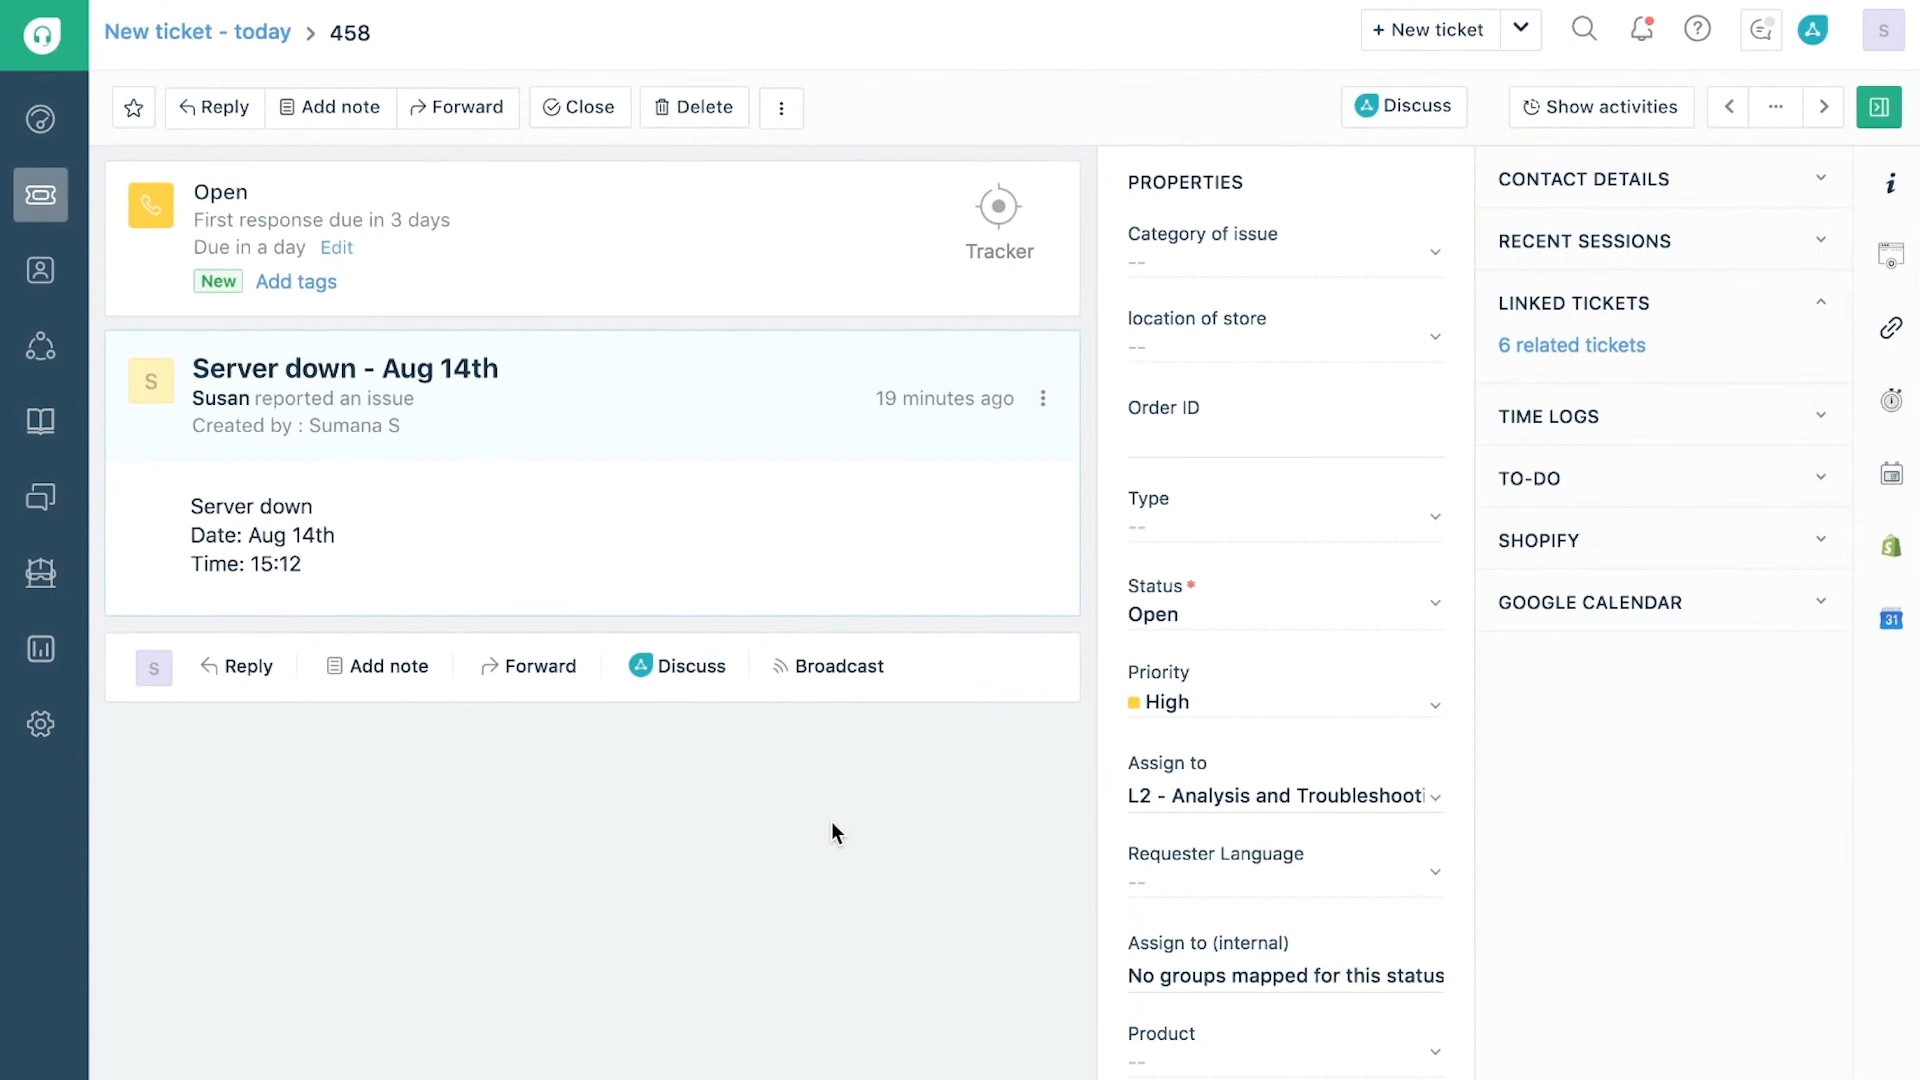 New ticket - today > 458
+ New ticket
S
Reply
Add note
Forward
Close
Delete
Discuss
Show activities
Open
First response due in 3 days
Due in a day Edit
New Add tags
Tracker
S
Server down - Aug 14th
Susan reported an issue
19 minutes ago
Created by : Sumana S
Server down
Date: Aug 14th
Time: 15:12
S
Reply
Add note
Forward
Discuss
Broadcast
PROPERTIES
Category of issue
--
location of store
--
Order ID
Type
--
Status *
Open
Priority
High
Assign to
L2 - Analysis and Troubleshooti
Requester Language
--
Assign to (internal)
No groups mapped for this status
Product
--
CONTACT DETAILS
RECENT SESSIONS
LINKED TICKETS
6 related tickets
TIME LOGS
TO-DO
SHOPIFY
GOOGLE CALENDAR
31